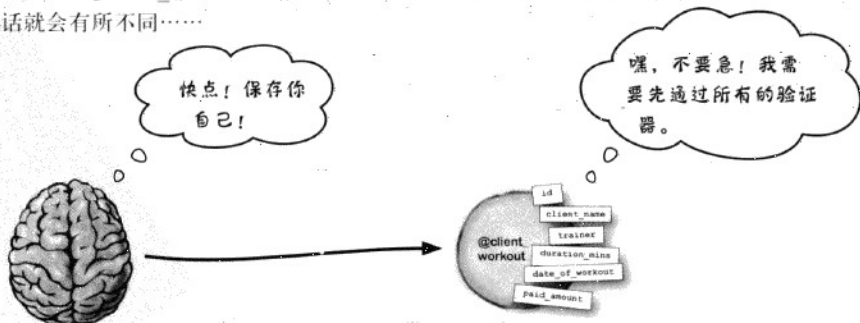 话就会有所不同……
快点！保存你
自己！
嘿，不要急！我需
要先通过所有的验证
器。
id
client_name
trainer
@client_
workout
duration_mins
date_of_workout
paid_amount